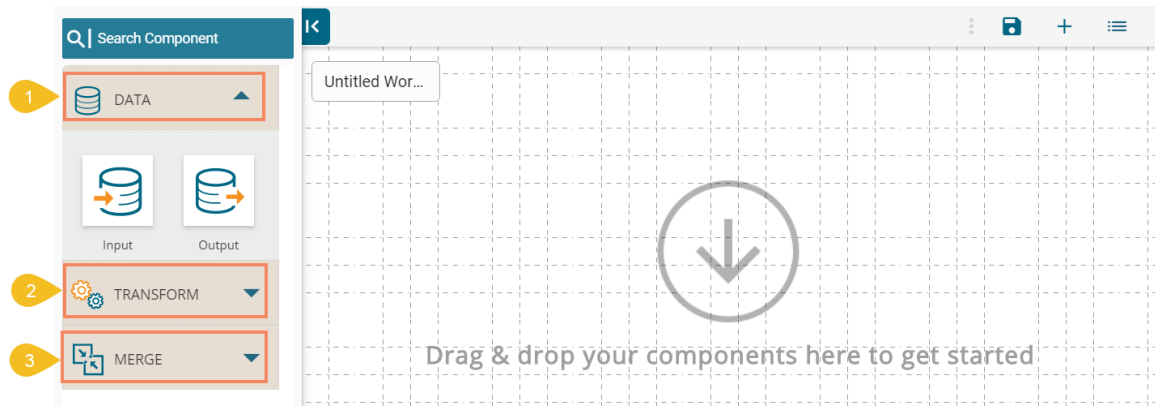 Search Component
Untitled Wor...
1
DATA
Input
Output
2
TRANSFORM
3
MERGE
Drag & drop your components here to get started